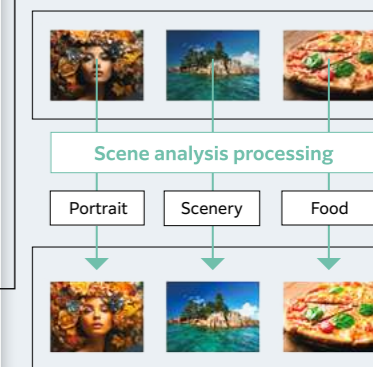 Scene analysis processing
Portrait
Scenery
Food